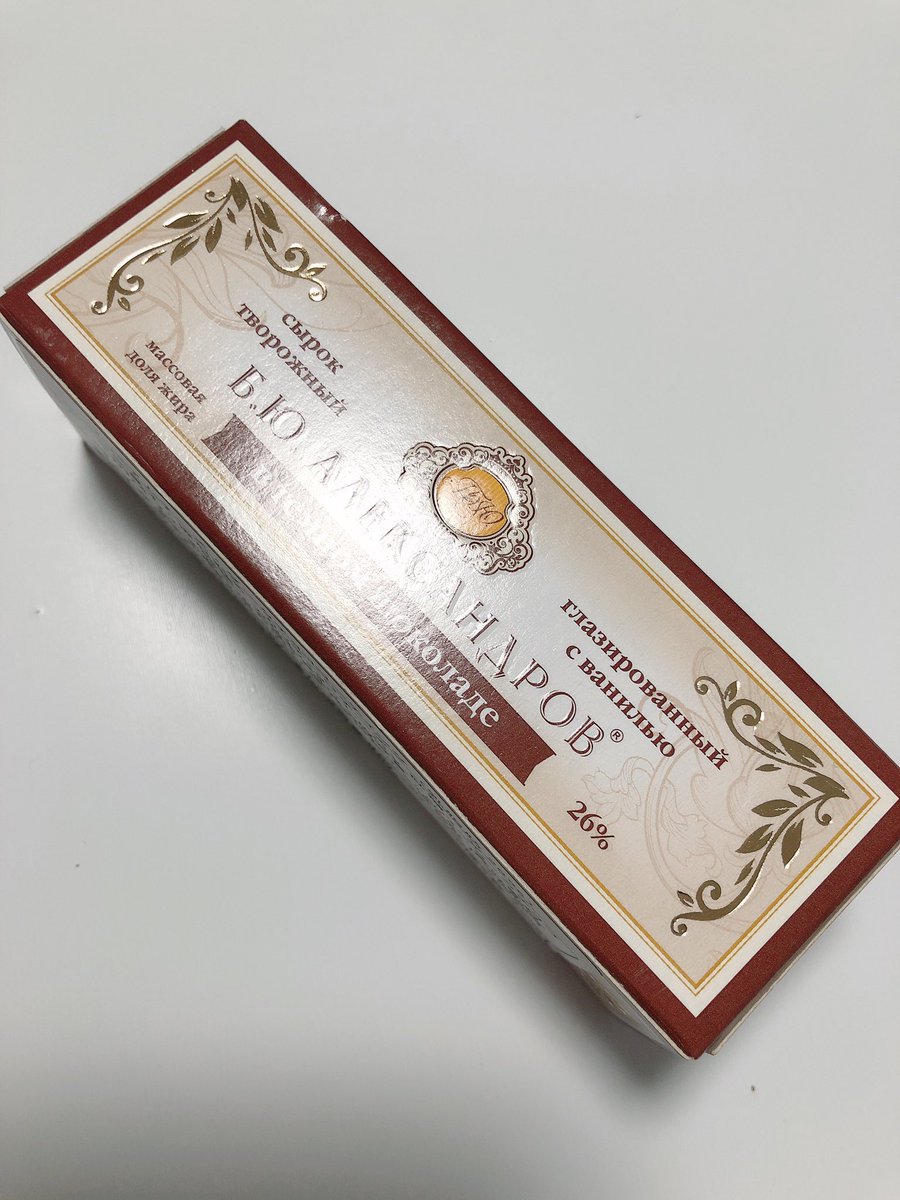 сырок
творожный
массовая
доля жира
Б.Ю. АЛЕКСАНДРОВ®
шоколаде
глазированный
с ванилью
26%